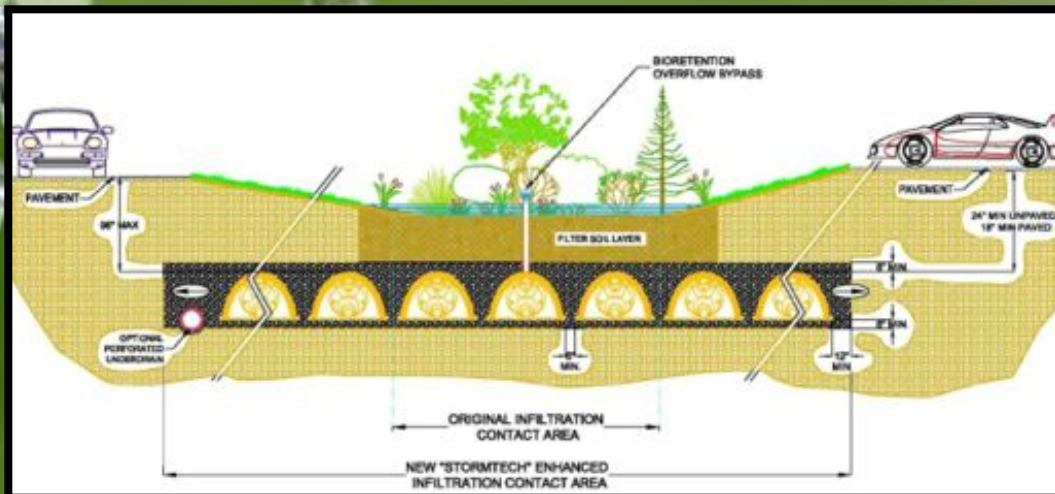 BIORETENTION
OVERFLOW BYPASS
PAVEMENT
PAVEMENT
96" MAX
24" MIN UNPAVED
18" MIN PAVED
FILTER SOIL LAYER
6" MIN
OPTIONAL
PERFORATED
UNDERDRAIN
6"
MIN.
12"
MIN
6" MIN
ORIGINAL INFILTRATION
CONTACT AREA
NEW "STORMTECH" ENHANCED
INFILTRATION CONTACT AREA